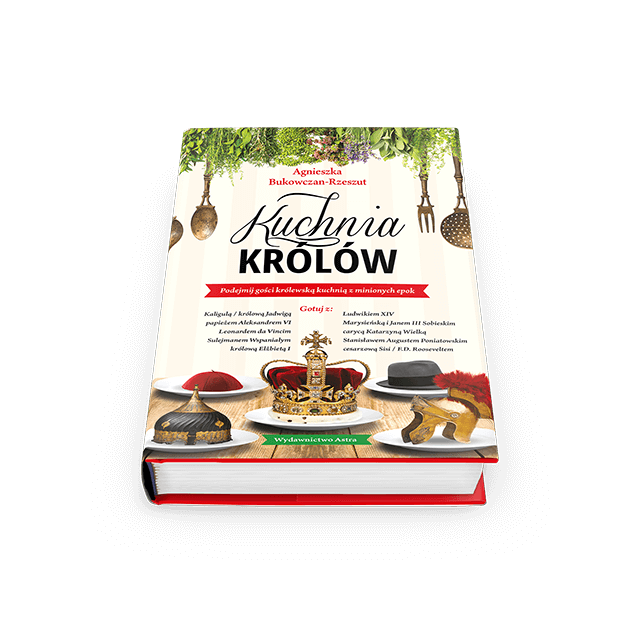 Agnieszka
Bukowczan-Rzeszut
Kuchnia
KRÓLÓW
Podejmij gości królewską kuchnią z minionych epok
Gotuj z:
Kaligulą / królową Jadwigą
papieżem Aleksandrem VI
Leonardem da Vincim
Sulejmanem Wspaniałym
królową Elżbietą I
Ludwikiem XIV
Marysieńką i Janem III Sobieskim
carycą Katarzyną Wielką
Stanisławem Augustem Poniatowskim
cesarzową Sisi / F.D. Rooseveltem
Wydawnictwo Astra